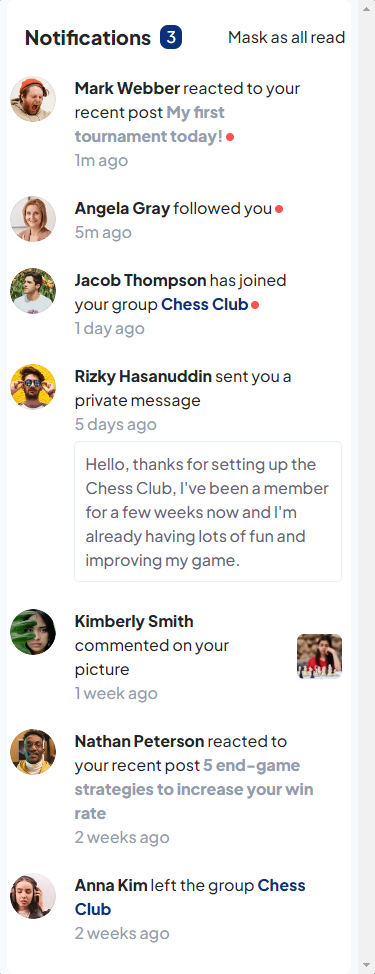 Notifications 3 Mask as all read
Mark Webber reacted to your
recent post My first
tournament today!
1m ago
Angela Gray followed you
5m ago
Jacob Thompson has joined
your group Chess Club
1 day ago
Rizky Hasanuddin sent you a
private message
5 days ago
Hello, thanks for setting up the
Chess Club, I've been a member
for a few weeks now and I'm
already having lots of fun and
improving my game.
Kimberly Smith
commented on your
picture
1 week ago
Nathan Peterson reacted to
your recent post 5 end-game
strategies to increase your win
rate
2 weeks ago
Anna Kim left the group Chess
Club
2 weeks ago